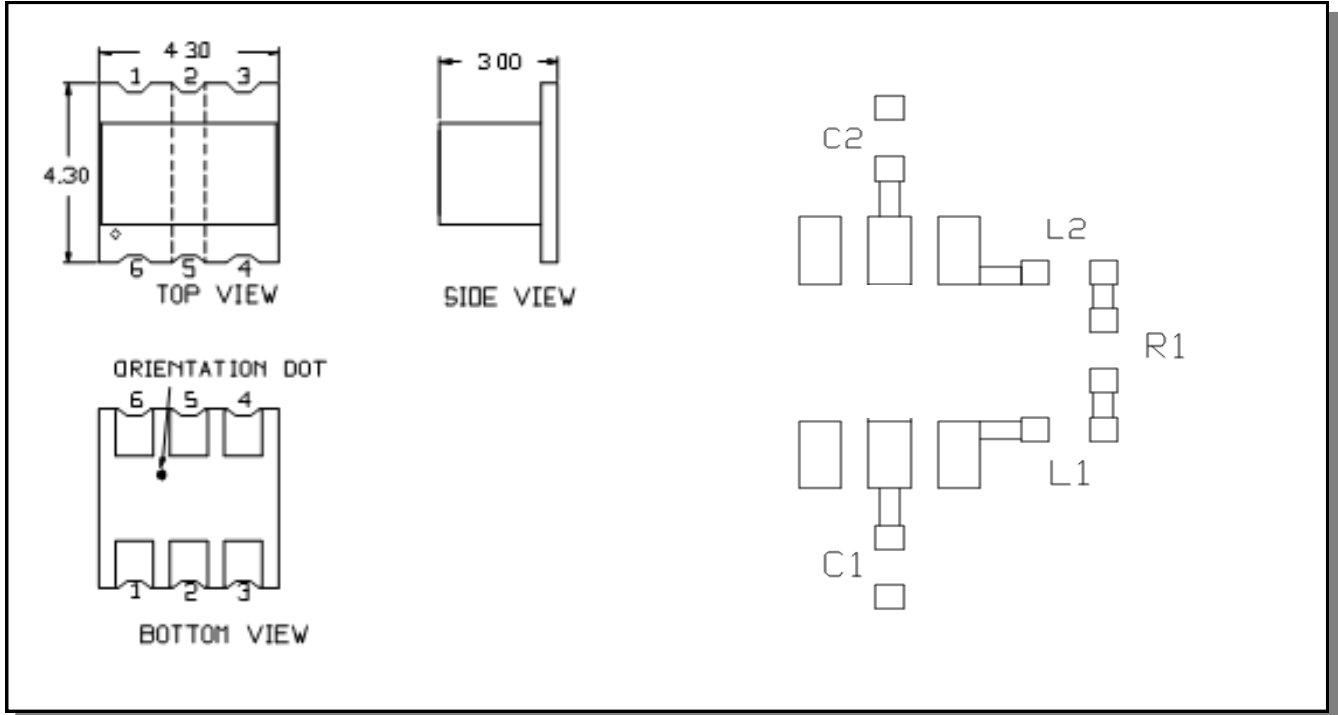 4.30
1 2 3
4.30
6 5 4
TOP VIEW
3.00
SIDE VIEW
ORIENTATION DOT
6 5 4
1 2 3
BOTTOM VIEW
C2
L2
R1
L1
C1